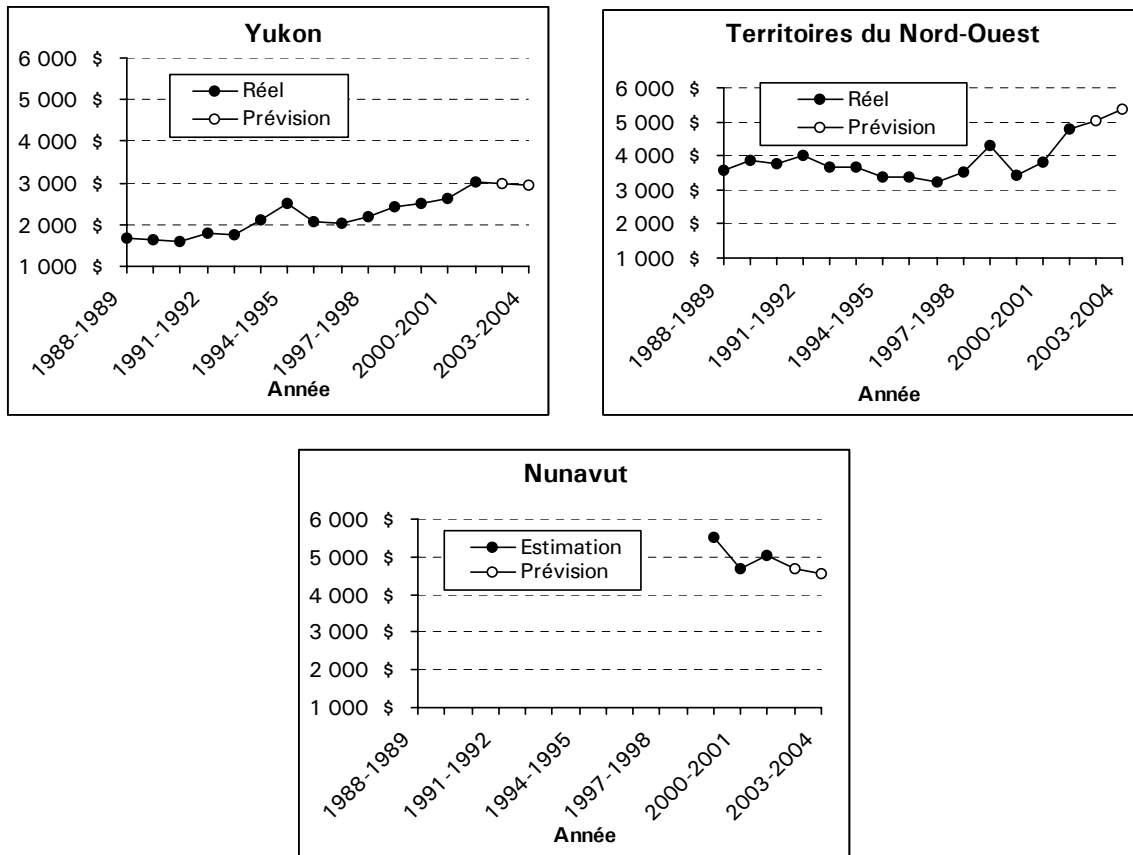 Yukon
6 000 $
5 000 $
4 000 $
3 000 $
2 000 $
1 000 $
Réel
Prévision
1988-1989
1991-1992
1994-1995
1997-1998
2000-2001
2003-2004
Année
Territoires du Nord-Ouest
6 000 $
5 000 $
4 000 $
3 000 $
2 000 $
1 000 $
Réel
Prévision
1988-1989
1991-1992
1994-1995
1997-1998
2000-2001
2003-2004
Année
Nunavut
6 000 $
5 000 $
4 000 $
3 000 $
2 000 $
1 000 $
Estimation
Prévision
1988-1989
1991-1992
1994-1995
1997-1998
2000-2001
2003-2004
Année